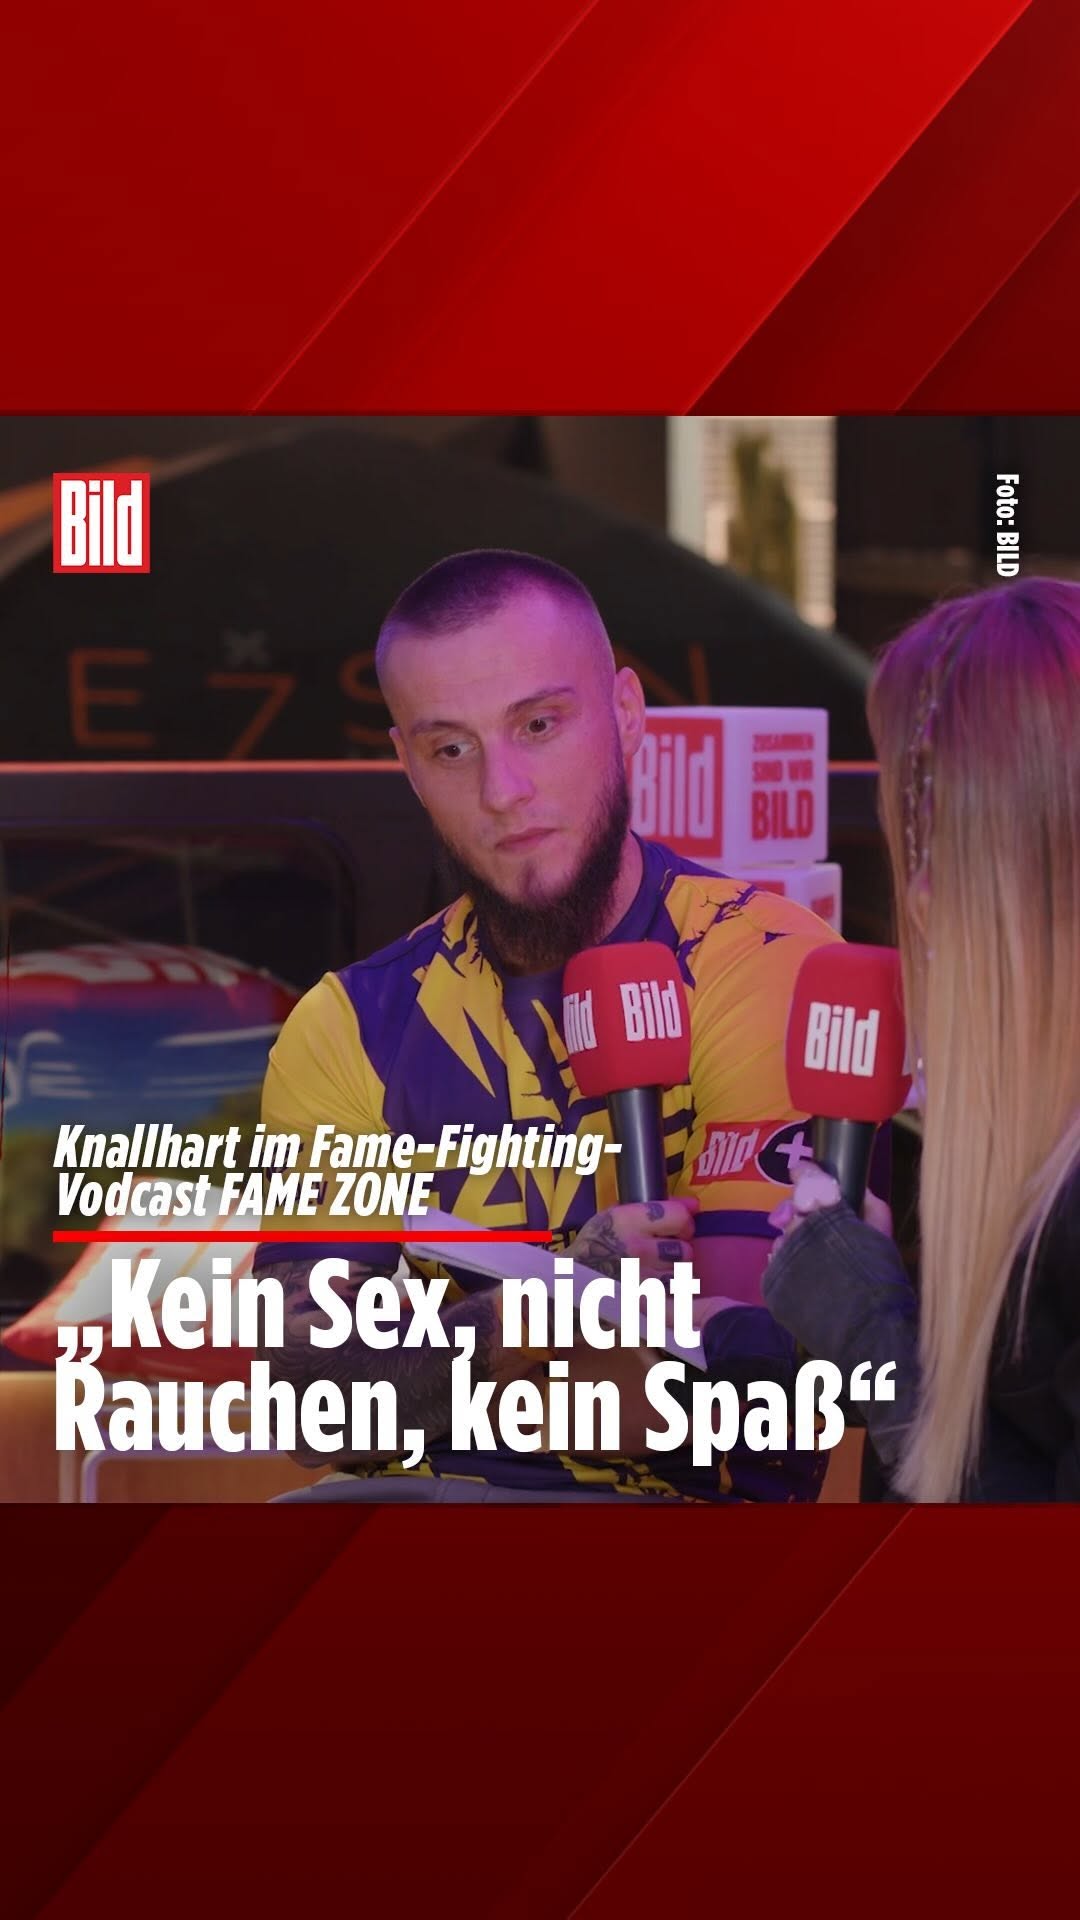 Bild
Foto: BILD
E 7 S N
Bild
ZUSAMMEN
SIND WIR
BILD
Bild
Bild
Bild +
Knallhart im Fame-Fighting-
Vodcast FAME ZONE
„Kein Sex, nicht
Rauchen, kein Spaß“